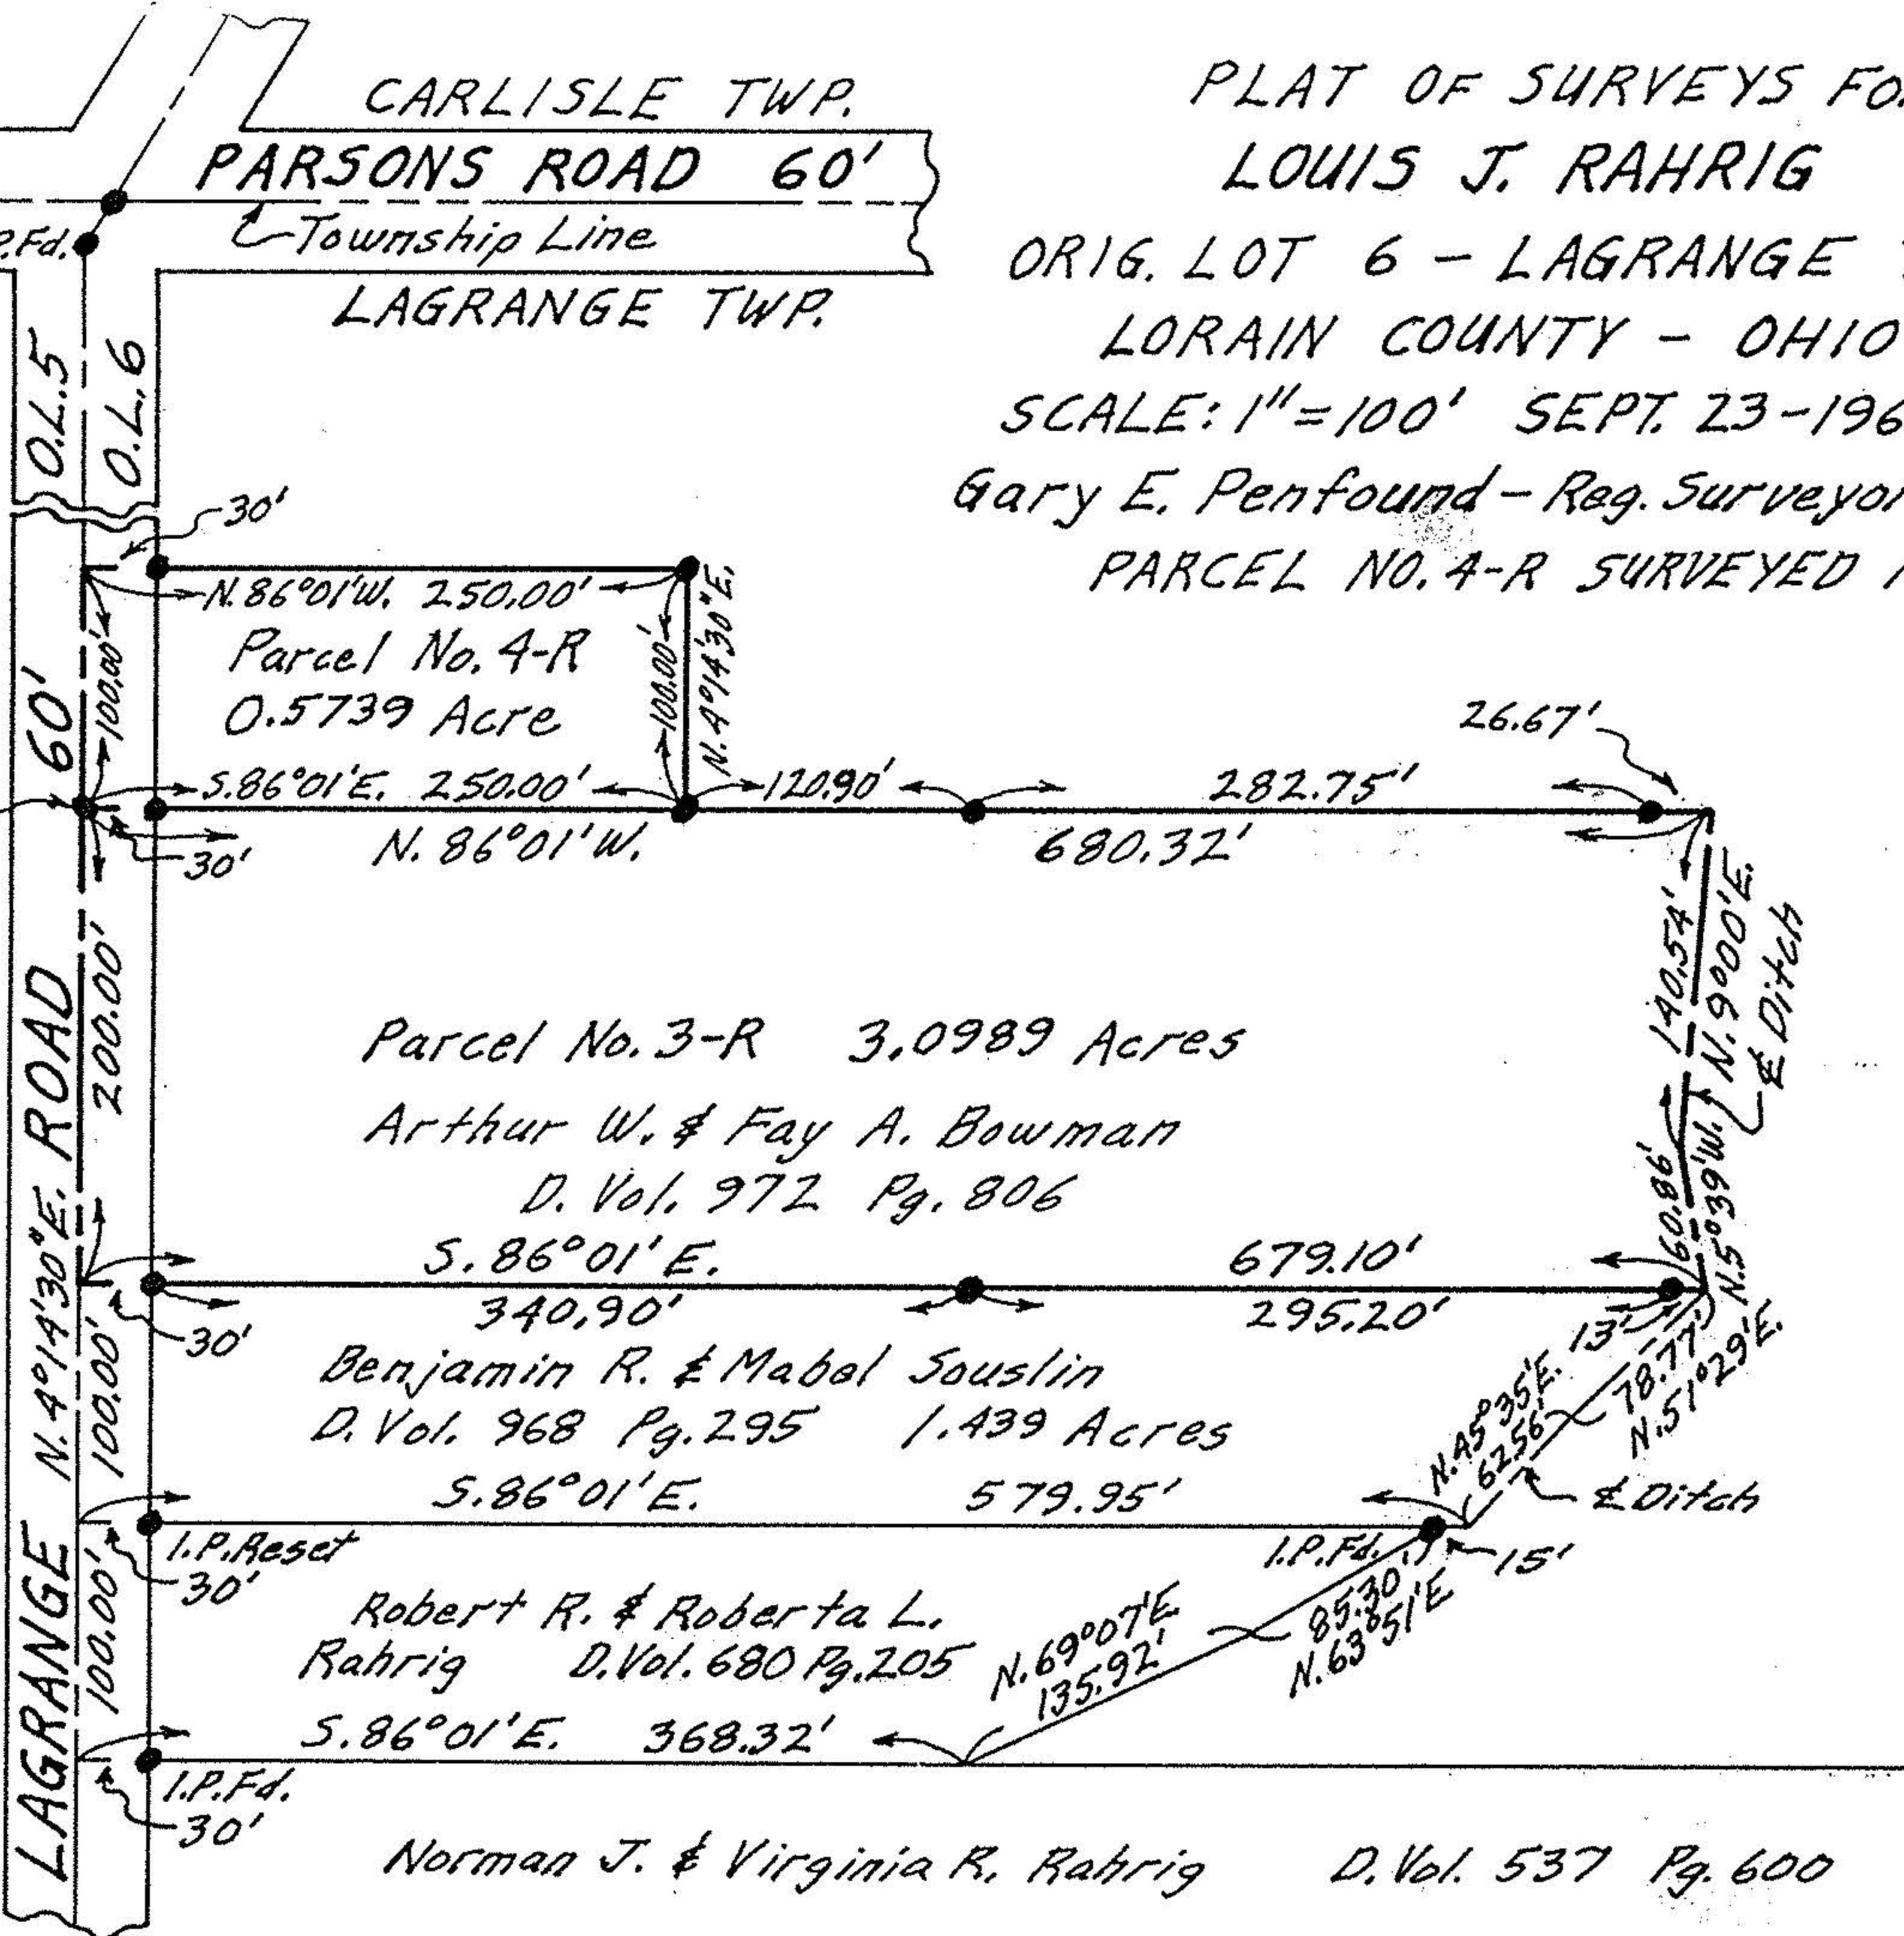 CARLISLE TWP.
PARSONS ROAD 60'
Township Line
LAGRANGE TWP.
PLAT OF SURVEYS
LOUIS J. RAHRIG
ORIG. LOT 6 - LAGRANGE
LORAIN COUNTY - OHIO
SCALE: 1"=100' SEPT. 23-196
Gary E. Penfound - Reg. Surveyor
PARCEL NO. 4-R SURVEYED
P.Fd.
O.L.5
O.L.6
30'
N.86°01'W. 250.00'
Parcel No. 4-R
0.5739 Acre
100.00'
100.00'
N.4°14'30"E.
S.86°01'E. 250.00'
120.90'
282.75'
26.67'
30'
N. 86°01'W.
680.32'
LAGRANGE N.4°14'30"E. ROAD 60'
200.00'
140.54'
N.9°00'E.
₵ Ditch
Parcel No. 3-R 3.0989 Acres
Arthur W. & Fay A. Bowman
D. Vol. 972 Pg. 806
60.86'
N.5°39'W.
S. 86°01'E.
679.10'
340.90'
295.20'
13'
30'
100.00'
Benjamin R. & Mabel Souslin
D. Vol. 968 Pg. 295 1.439 Acres
N.45°35'E.
62.56'
78.77'
N.51°29'E.
S.86°01'E.
579.95'
₵ Ditch
I.P. Reset
30'
I.P.Fd.
15'
100.00'
Robert R. & Roberta L.
Rahrig D.Vol.680 Pg.205
N.69°07'E.
135.92'
85.30'
N.63°51'E
S.86°01'E. 368.32'
I.P.Fd.
30'
Norman J. & Virginia R. Rahrig D.Vol. 537 Pg. 600